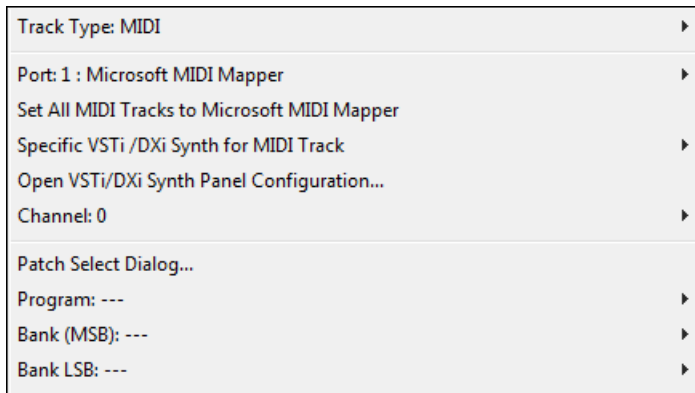 Track Type: MIDI
Port: 1 : Microsoft MIDI Mapper
Set All MIDI Tracks to Microsoft MIDI Mapper
Specific VSTi /DXi Synth for MIDI Track
Open VSTi/DXi Synth Panel Configuration...
Channel: 0
Patch Select Dialog...
Program: ---
Bank (MSB): ---
Bank LSB: ---